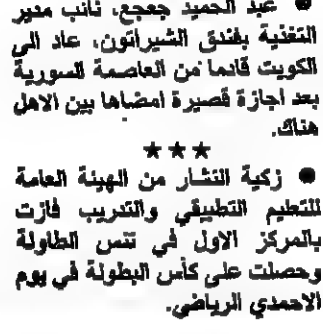 ● عبد الحميد جعجع، نائب مدير
التغذية بفندق الشيراتون، عاد الى
الكويت قادما من العاصمة السورية
بعد اجازة قصيرة امضاها بين الاهل
هناك.
★★★
● زكية النشار من الهيئة العامة
للتعليم التطبيقي والتدريب فازت
بالمركز الاول في تنس الطاولة
وحصلت على كأس البطولة في يوم
الاحمدي الرياضي.